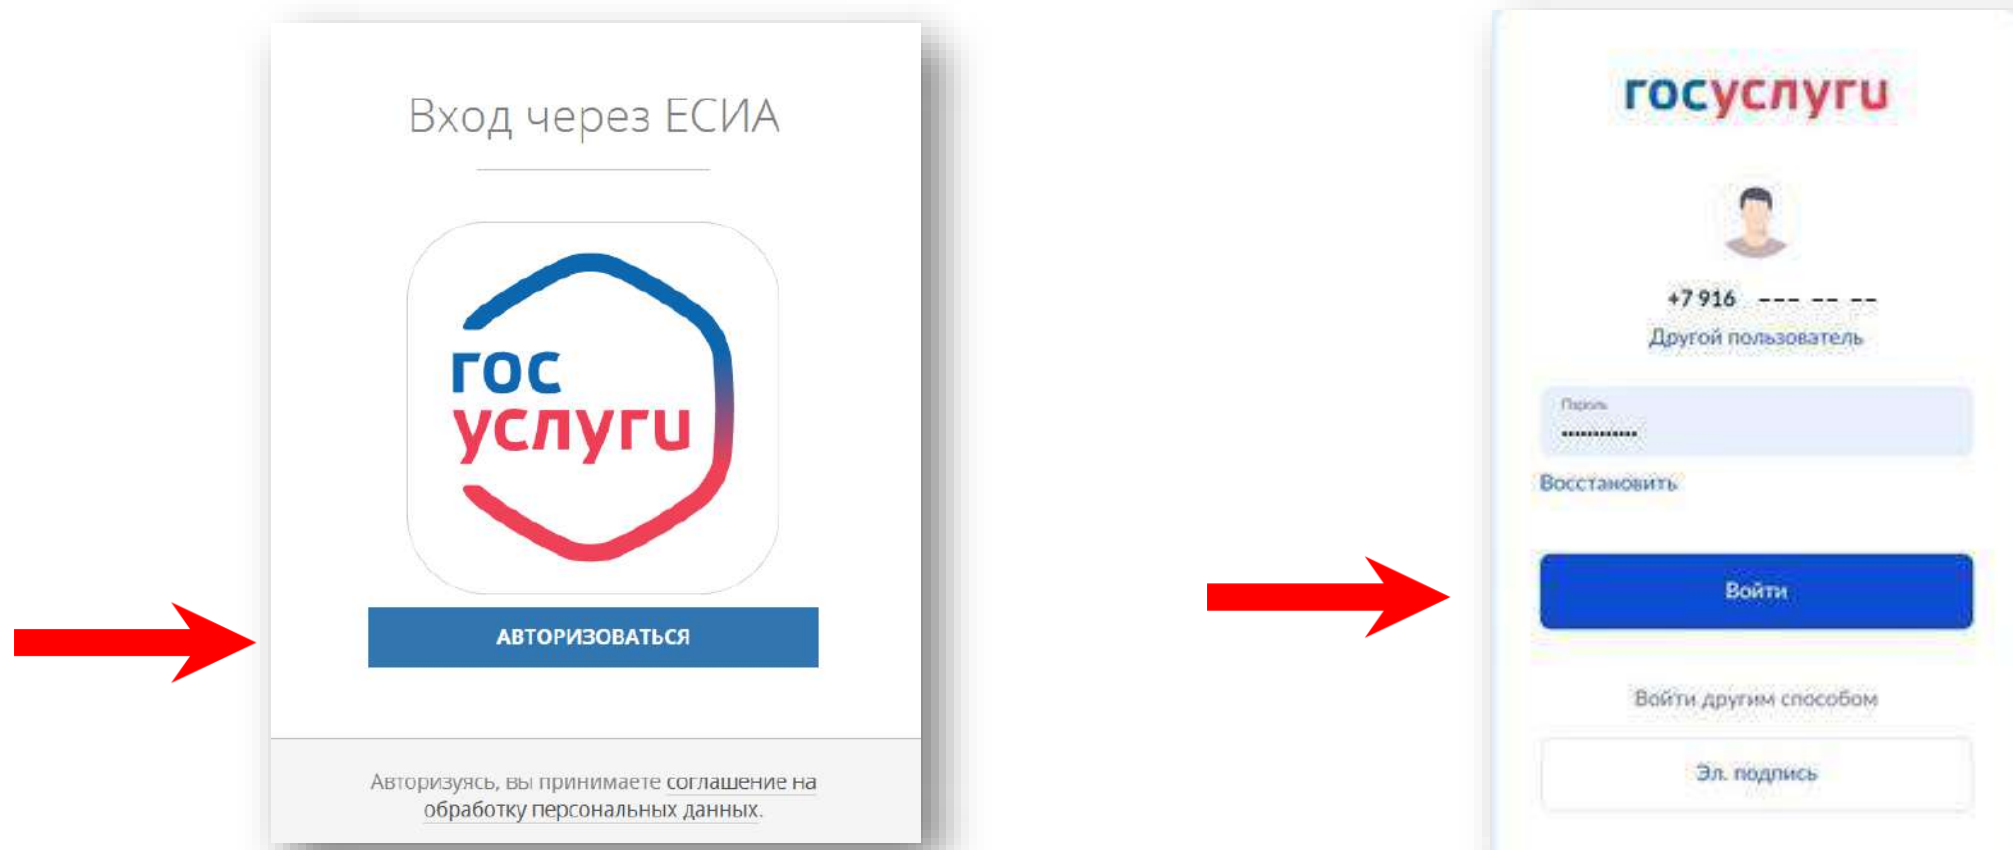 Вход через ЕСИА
гос
услуги
АВТОРИЗОВАТЬСЯ
Авторизуясь, вы принимаете соглашение на
обработку персональных данных.
госуслуги
+7 916 --- -- --
Другой пользователь
Пароль
••••••••••••
Восстановить
Войти
Войти другим способом
Эл. подпись